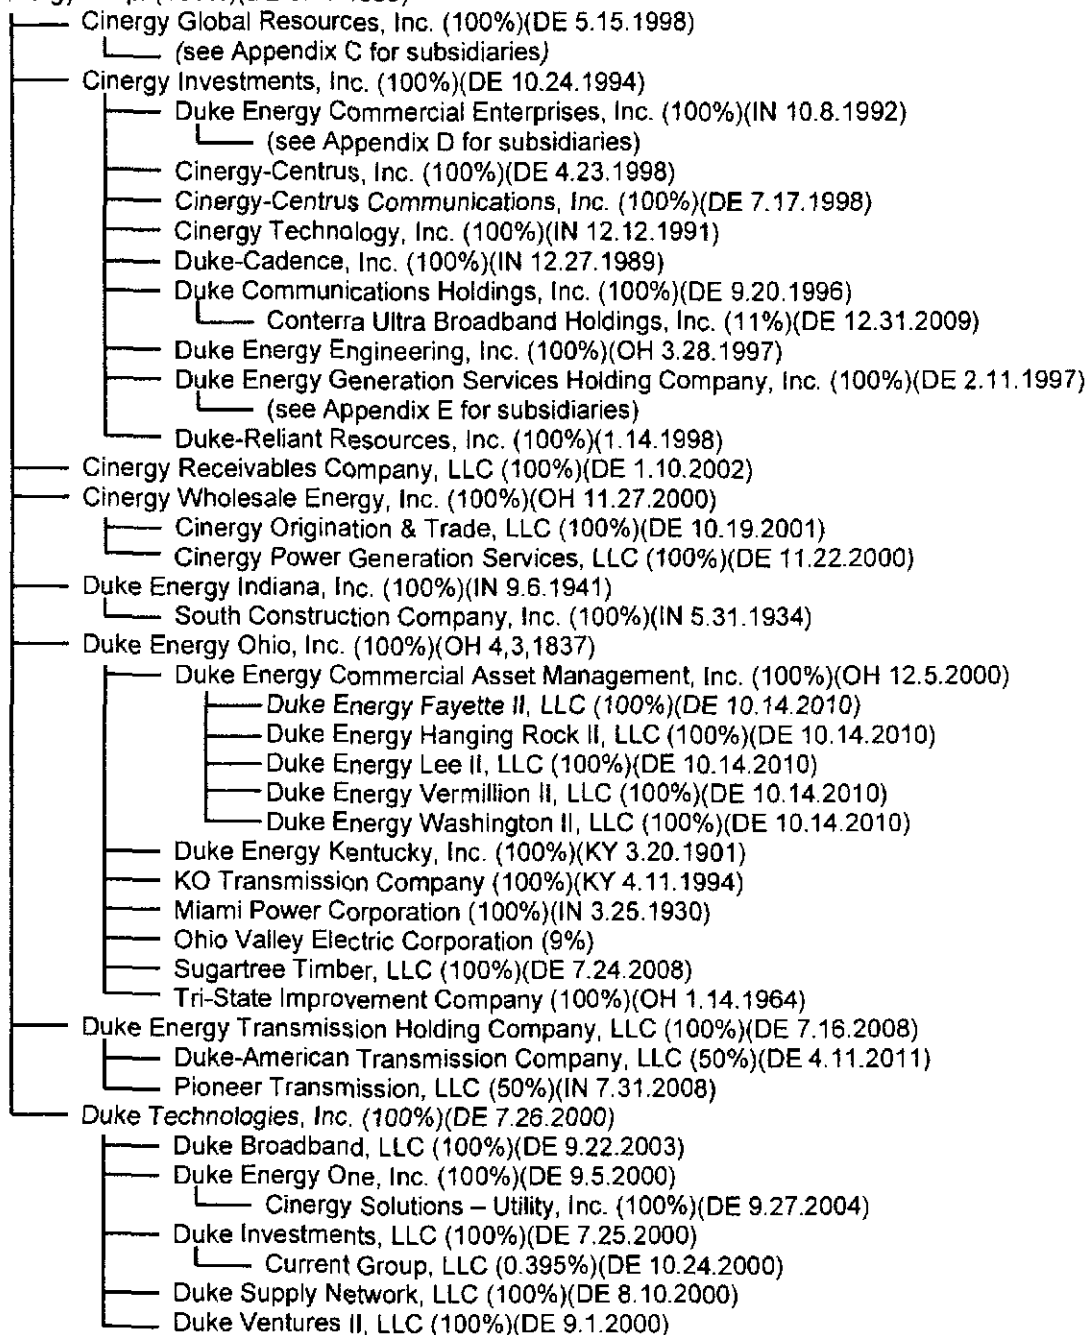 Cinergy Global Resources, Inc. (100%)(DE 5.15.1998)
(see Appendix C for subsidiaries)
Cinergy Investments, Inc. (100%)(DE 10.24.1994)
Duke Energy Commercial Enterprises, Inc. (100%)(IN 10.8.1992)
(see Appendix D for subsidiaries)
Cinergy-Centrus, Inc. (100%)(DE 4.23.1998)
Cinergy-Centrus Communications, Inc. (100%)(DE 7.17.1998)
Cinergy Technology, Inc. (100%)(IN 12.12.1991)
Duke-Cadence, Inc. (100%)(IN 12.27.1989)
Duke Communications Holdings, Inc. (100%)(DE 9.20.1996)
Conterra Ultra Broadband Holdings, Inc. (11%)(DE 12.31.2009)
Duke Energy Engineering, Inc. (100%)(OH 3.28.1997)
Duke Energy Generation Services Holding Company, Inc. (100%)(DE 2.11.1997)
(see Appendix E for subsidiaries)
Duke-Reliant Resources, Inc. (100%)(1.14.1998)
Cinergy Receivables Company, LLC (100%)(DE 1.10.2002)
Cinergy Wholesale Energy, Inc. (100%)(OH 11.27.2000)
Cinergy Origination & Trade, LLC (100%)(DE 10.19.2001)
Cinergy Power Generation Services, LLC (100%)(DE 11.22.2000)
Duke Energy Indiana, Inc. (100%)(IN 9.6.1941)
South Construction Company, Inc. (100%)(IN 5.31.1934)
Duke Energy Ohio, Inc. (100%)(OH 4,3,1837)
Duke Energy Commercial Asset Management, Inc. (100%)(OH 12.5.2000)
Duke Energy Fayette II, LLC (100%)(DE 10.14.2010)
Duke Energy Hanging Rock II, LLC (100%)(DE 10.14.2010)
Duke Energy Lee II, LLC (100%)(DE 10.14.2010)
Duke Energy Vermillion II, LLC (100%)(DE 10.14.2010)
Duke Energy Washington II, LLC (100%)(DE 10.14.2010)
Duke Energy Kentucky, Inc. (100%)(KY 3.20.1901)
KO Transmission Company (100%)(KY 4.11.1994)
Miami Power Corporation (100%)(IN 3.25.1930)
Ohio Valley Electric Corporation (9%)
Sugartree Timber, LLC (100%)(DE 7.24.2008)
Tri-State Improvement Company (100%)(OH 1.14.1964)
Duke Energy Transmission Holding Company, LLC (100%)(DE 7.16.2008)
Duke-American Transmission Company, LLC (50%)(DE 4.11.2011)
Pioneer Transmission, LLC (50%)(IN 7.31.2008)
Duke Technologies, Inc. (100%)(DE 7.26.2000)
Duke Broadband, LLC (100%)(DE 9.22.2003)
Duke Energy One, Inc. (100%)(DE 9.5.2000)
Cinergy Solutions – Utility, Inc. (100%)(DE 9.27.2004)
Duke Investments, LLC (100%)(DE 7.25.2000)
Current Group, LLC (0.395%)(DE 10.24.2000)
Duke Supply Network, LLC (100%)(DE 8.10.2000)
Duke Ventures II, LLC (100%)(DE 9.1.2000)